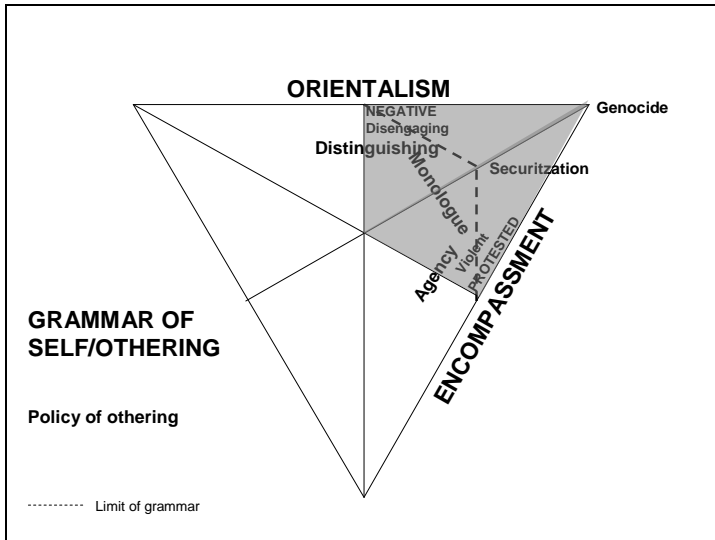 ORIENTALISM
Genocide
NEGATIVE
Disengaging
Distinguishing
Monologue
Securitzation
Agency
Violent
PROTESTED
ENCOMPASSMENT
GRAMMAR OF
SELF/OTHERING
Policy of othering
Limit of grammar